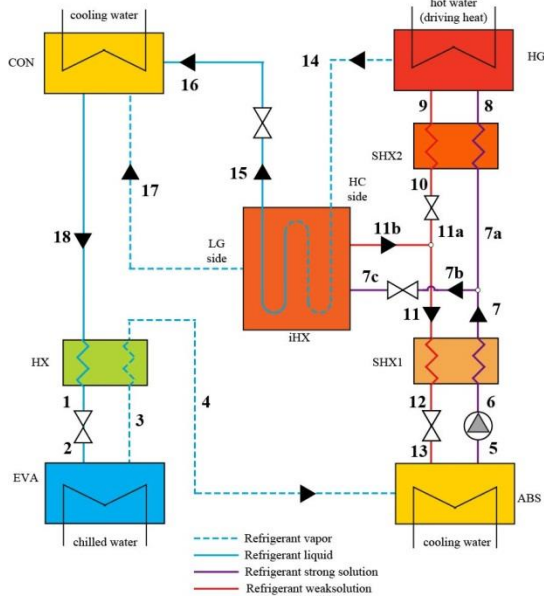 cooling water
hot water
(driving heat)
CON
HG
16
14
9
8
SHX2
15
10
17
HC
side
11a
7a
11b
18
LG
side
7c
7b
iHX
11
7
HX
SHX1
1
3
4
12
6
2
13
5
EVA
ABS
chilled water
cooling water
Refrigerant vapor
Refrigerant liquid
Refrigerant strong solution
Refrigerant weaksolution